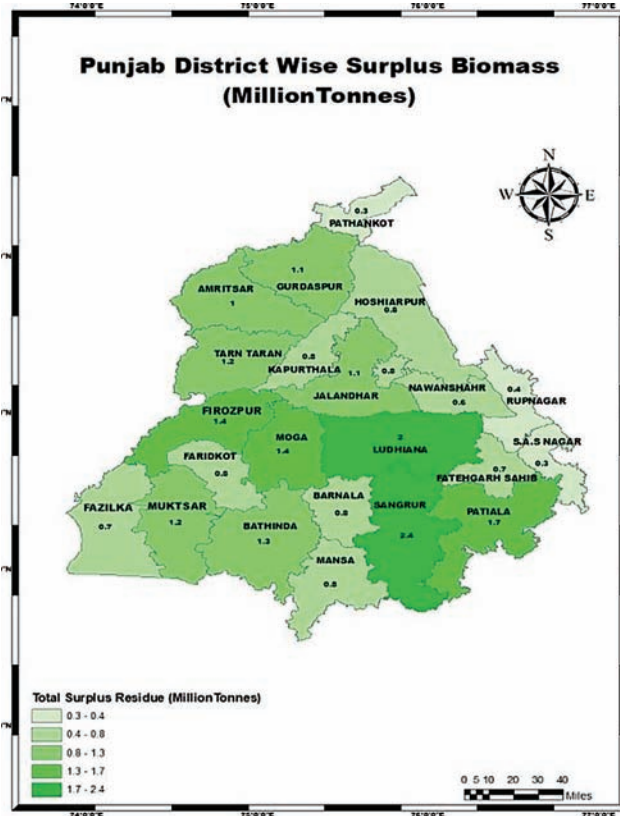 74°0'0"E 75°0'0"E 76°0'0"E 77°0'0"E
Punjab District Wise Surplus Biomass
(MillionTonnes)
N
W E
S
0.3
PATHANKOT
1.1
GURDASPUR
AMRITSAR
1
HOSHIARPUR
0.8
TARN TARAN
1.2
0.8
KAPURTHALA
1.1
0.8
JALANDHAR
NAWANSHAHR
0.6
0.4
RUPNAGAR
FIROZPUR
1.4
MOGA
1.4
2
LUDHIANA
S.A.S NAGAR
0.3
0.7
FATEHGARH SAHIB
FARIDKOT
0.8
FAZILKA
0.7
MUKTSAR
1.2
BATHINDA
1.3
BARNALA
0.8
SANGRUR
2.4
PATIALA
1.7
MANSA
0.8
Total Surplus Residue (MillionTonnes)
0.3 - 0.4
0.4 - 0.8
0.8 - 1.3
1.3 - 1.7
1.7 - 2.4
0 5 10 20 30 40
Miles
74°0'0"E 75°0'0"E 76°0'0"E 77°0'0"E